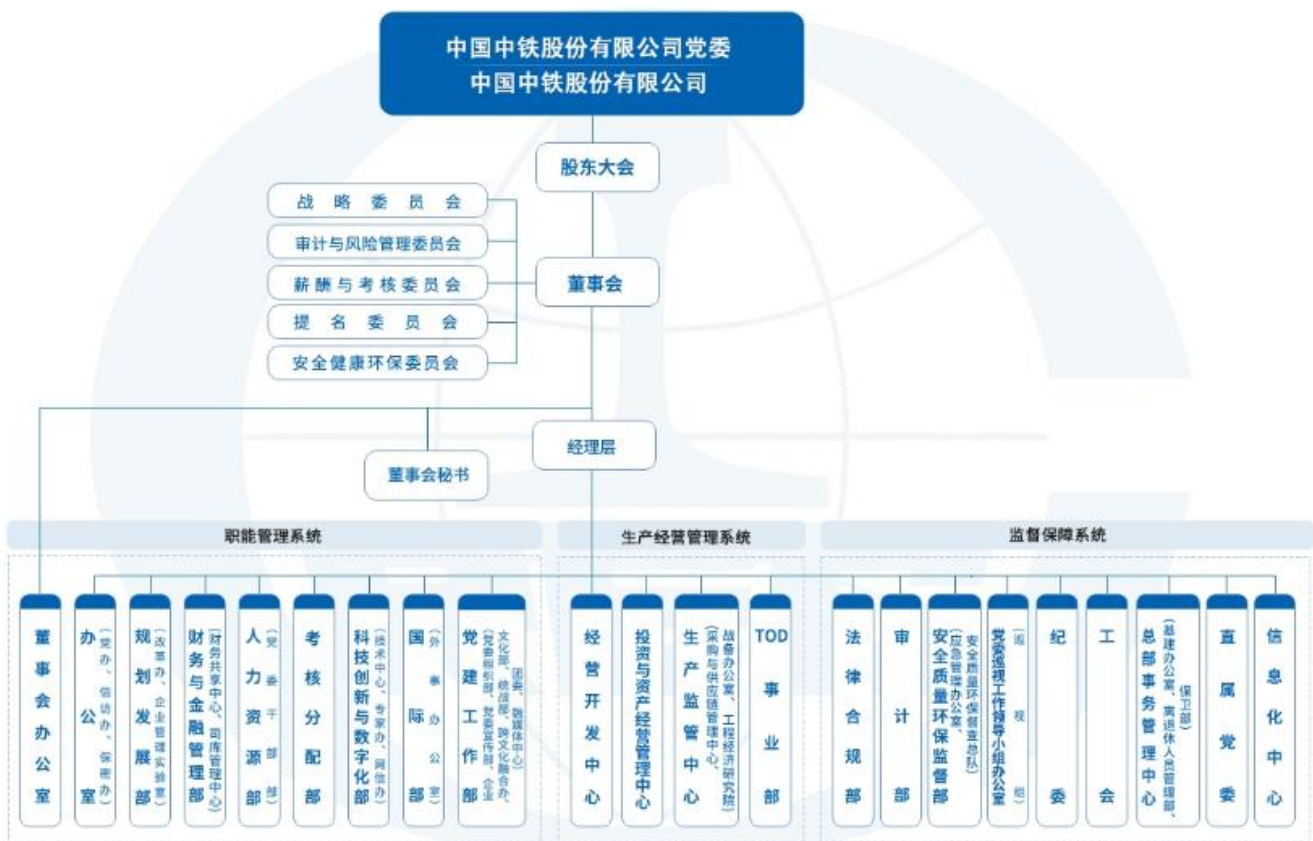 中国中铁股份有限公司党委
中国中铁股份有限公司
股东大会
战略委员会
审计与风险管理委员会
薪酬与考核委员会
提名委员会
安全健康环保委员会
董事会
经理层
董事会秘书
职能管理系统
生产经营管理系统
监督保障系统
董事会办公室
办公室
(党办、信访办、保密办)
规划发展部
(改革办、企业管理实验室)
财务与金融管理部
(财务共享中心、司库管理中心)
人力资源部
(党委干部部)
考核分配部
科技创新与数字化部
(技术中心、专家办、网信办)
国际部
(外事办公室)
党建工作部
(党委组织部、党委宣传部、企业
文化部、统战部、跨文化融合办、
团委、融媒体中心)
经营开发中心
投资与资产经营管理中心
生产监管中心
(采购与供应链管理中心、
战备办公室、工程经济研究院)
TOD事业部
法律合规部
审计部
安全质量环保监督部
(应急管理办公室、
安全质量环保督查总队)
党委巡视工作领导小组办公室
(巡视组)
纪委
工会
总部事务管理中心
(基建办公室、离退休人员管理部、
保卫部)
直属党委
信息化中心